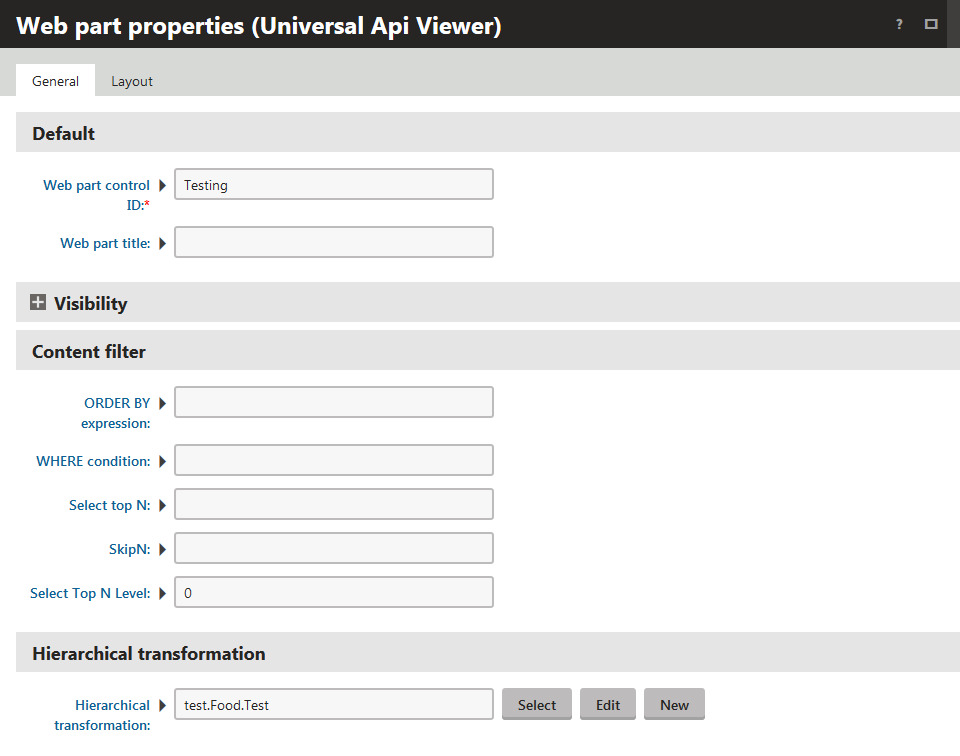 Web part properties (Universal Api Viewer)
?
General Layout
Default
Web part control Testing
ID:*
Web part title:
Visibility
Content filter
ORDER BY
expression:
WHERE condition:
Select top N:
SkipN:
Select Top N Level: 0
Hierarchical transformation
Hierarchical test.Food.Test Select Edit New
transformation: